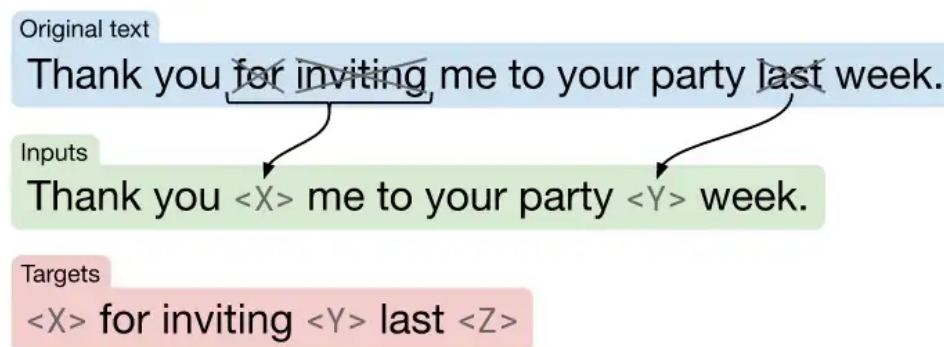 Original text
Thank you for inviting me to your party last week.
Inputs
Thank you <X> me to your party <Y> week.
Targets
<X> for inviting <Y> last <Z>